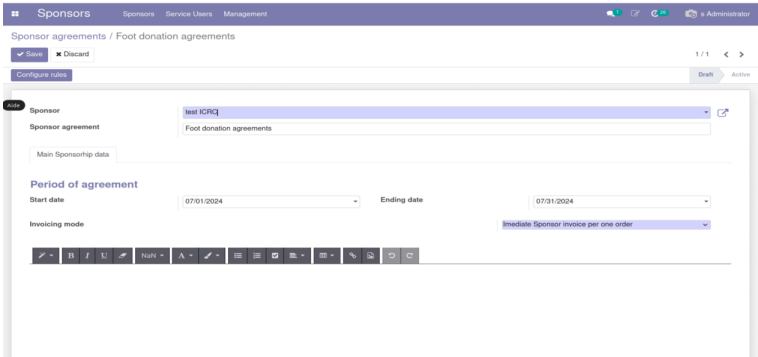 Sponsors Sponsors Service Users Management 1 26 s Administrator
Sponsor agreements / Foot donation agreements
Save Discard 1 / 1
Configure rules Draft Active
Aide
Sponsor test ICRC
Sponsor agreement Foot donation agreements
Main Sponsorhip data
Period of agreement
Start date 07/01/2024 Ending date 07/31/2024
Invoicing mode Imediate Sponsor invoice per one order
B I U NaN A